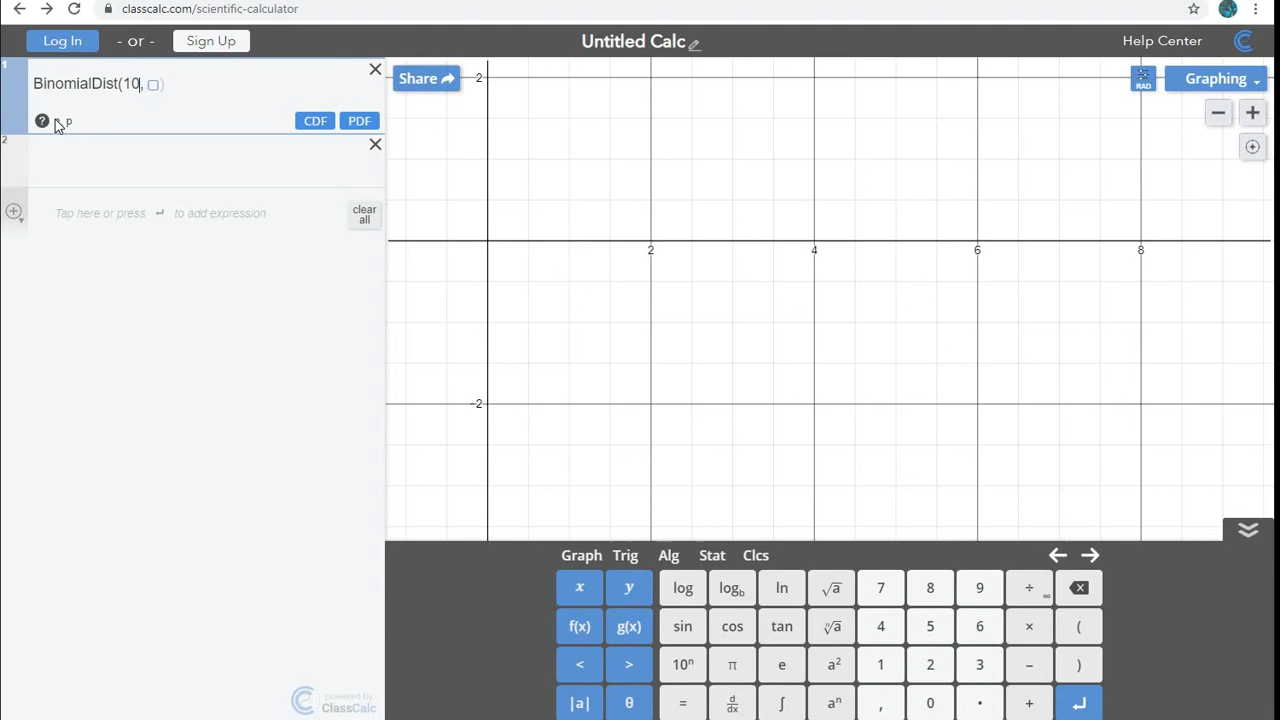 classcalc.com/scientific-calculator
Log In
- or -
Sign Up
Untitled Calc
Help Center
1
BinomialDist(10, )
? p
CDF
PDF
2
Tap here or press ↵ to add expression
clear
all
powered by
ClassCalc
Share
RAD
Graphing
2
2
4
6
8
−2
Graph Trig Alg Stat Clcs
x y log logb ln √a 7 8 9 ÷ ∞
f(x) g(x) sin cos tan ⁿ√a 4 5 6 × (
< > 10ⁿ π e a² 1 2 3 − )
|a| θ = d/dx ∫ aⁿ , 0 · +